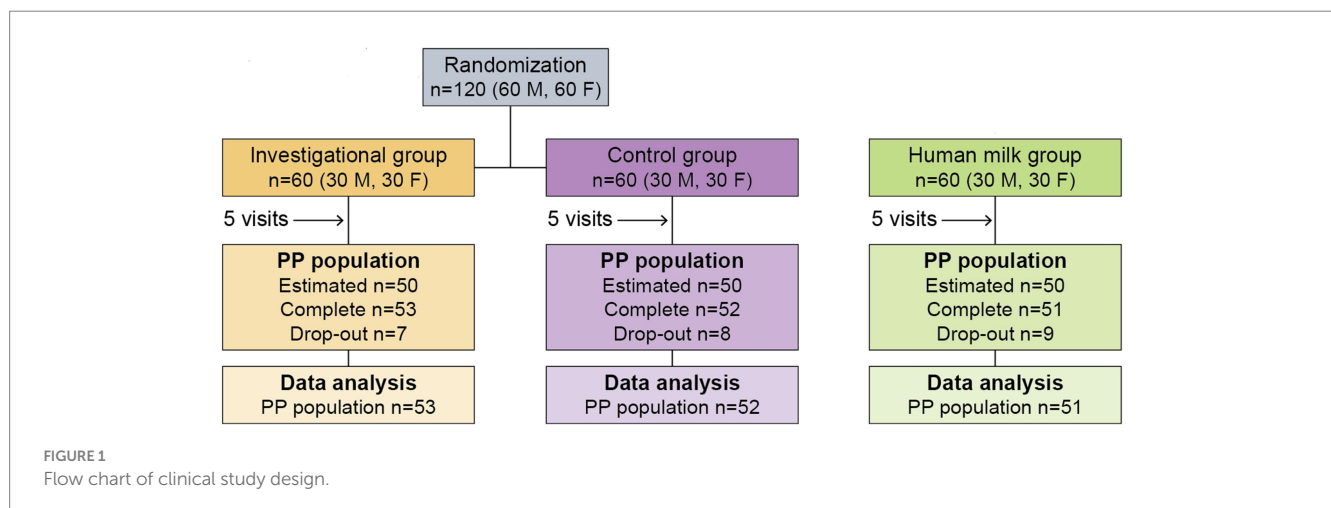 Randomization
n=120 (60 M, 60 F)
Investigational group
n=60 (30 M, 30 F)
Control group
n=60 (30 M, 30 F)
Human milk group
n=60 (30 M, 30 F)
5 visits
5 visits
5 visits
PP population
Estimated n=50
Complete n=53
Drop-out n=7
PP population
Estimated n=50
Complete n=52
Drop-out n=8
PP population
Estimated n=50
Complete n=51
Drop-out n=9
Data analysis
PP population n=53
Data analysis
PP population n=52
Data analysis
PP population n=51
FIGURE 1
Flow chart of clinical study design.